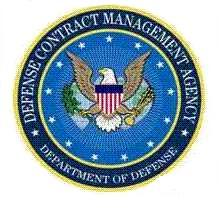 DEFENSE CONTRACT MANAGEMENT AGENCY
DEPARTMENT OF DEFENSE